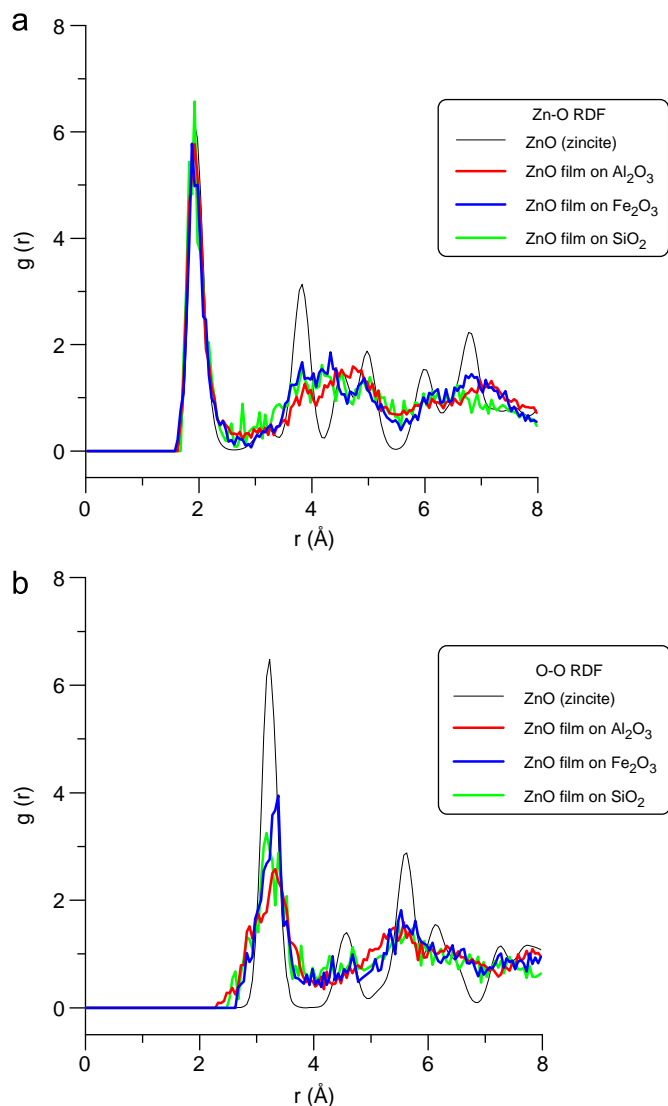 a
8
6
4
2
0
g (r)
0 2 4 6 8
r (Å)
Zn-O RDF
ZnO (zincite)
ZnO film on Al₂O₃
ZnO film on Fe₂O₃
ZnO film on SiO₂
b
8
6
4
2
0
g (r)
0 2 4 6 8
r (Å)
O-O RDF
ZnO (zincite)
ZnO film on Al₂O₃
ZnO film on Fe₂O₃
ZnO film on SiO₂